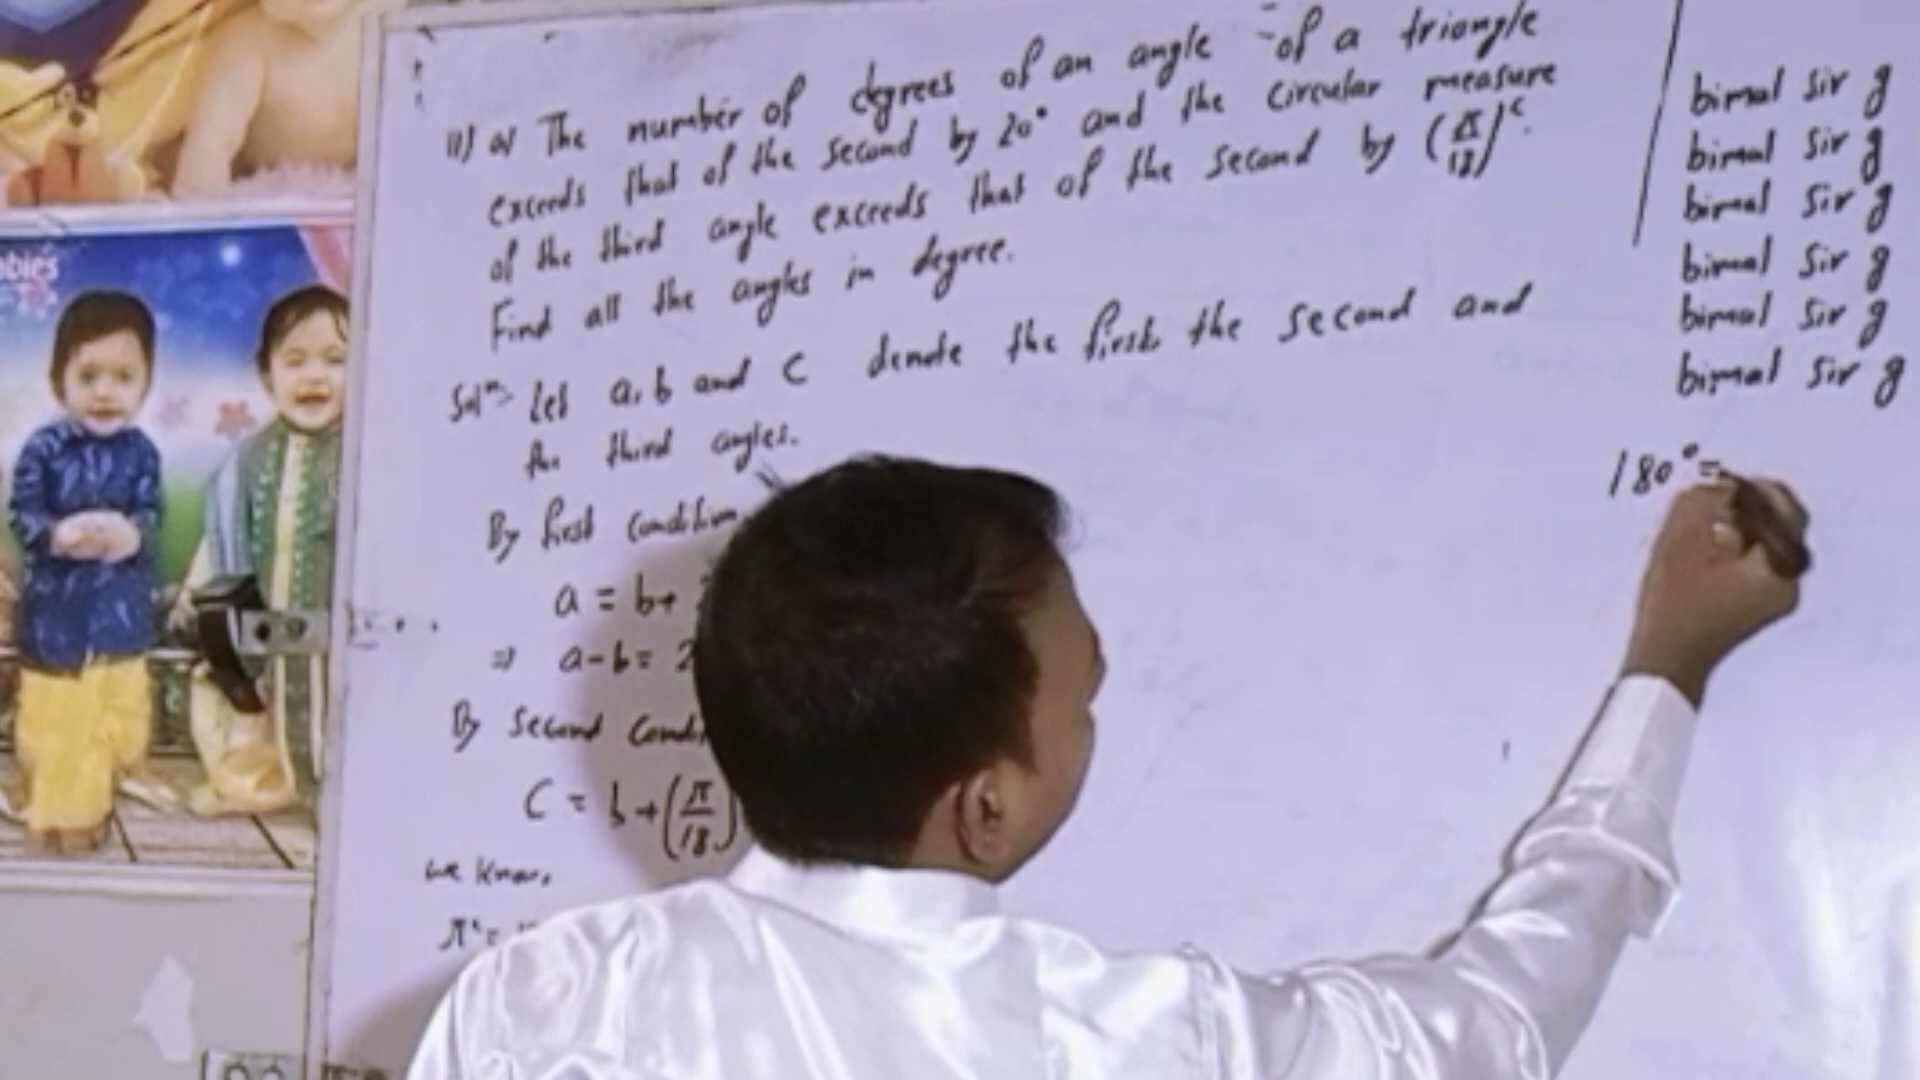 11) a) The number of degrees of an angle of a triangle
exceeds that of the second by 20° and the circular measure
of the third angle exceeds that of the second by (π/18)ᶜ.
Find all the angles in degree.
Solⁿ:- Let a, b and c denote the first, the second and
the third angles.
By first condition,
a = b+
⇒ a-b= 2
By second condi
C = b+(π/18)
we know,
πᶜ=
bimal sir g
bimal sir g
bimal sir g
bimal sir g
bimal sir g
bimal sir g
180°=
abies